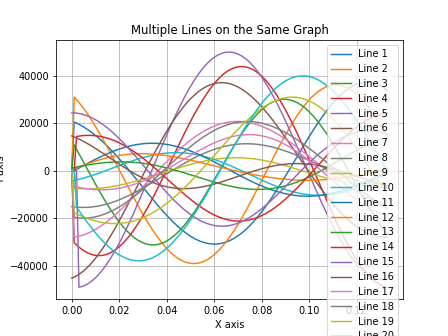 Multiple Lines on the Same Graph
40000
20000
0
−20000
−40000
0.00
0.02
0.04
0.06
0.08
0.10
X axis
Line 1
Line 2
Line 3
Line 4
Line 5
Line 6
Line 7
Line 8
Line 9
Line 10
Line 11
Line 12
Line 13
Line 14
Line 15
Line 16
Line 17
Line 18
Line 19
Line 20